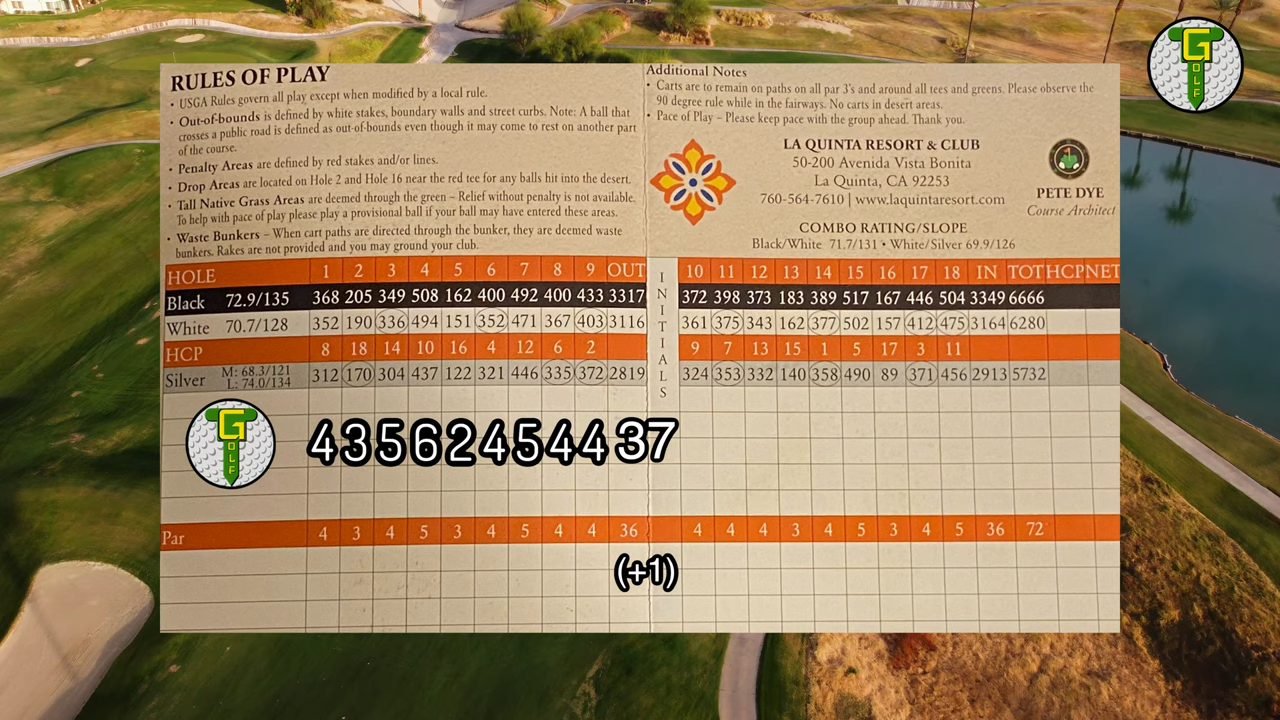 RULES OF PLAY
• USGA Rules govern all play except when modified by a local rule.
• Out-of-bounds is defined by white stakes, boundary walls and street curbs. Note: A ball that
crosses a public road is defined as out-of-bounds even though it may come to rest on another part
of the course.
• Penalty Areas are defined by red stakes and/or lines.
• Drop Areas are located on Hole 2 and Hole 16 near the red tee for any balls hit into the desert.
• Tall Native Grass Areas are deemed through the green – Relief without penalty is not available.
To help with pace of play please play a provisional ball if your ball may have entered these areas.
• Waste Bunkers – When cart paths are directed through the bunker, they are deemed waste
bunkers. Rakes are not provided and you may ground your club.
Additional Notes
• Carts are to remain on paths on all par 3's and around all tees and greens. Please observe the
90 degree rule while in the fairways. No carts in desert areas.
• Pace of Play – Please keep pace with the group ahead. Thank you.
LA QUINTA RESORT & CLUB
50-200 Avenida Vista Bonita
La Quinta, CA 92253
760-564-7610 | www.laquintaresort.com
PETE DYE
Course Architect
COMBO RATING/SLOPE
Black/White 71.7/131 • White/Silver 69.9/126
HOLE 1 2 3 4 5 6 7 8 9 OUT INITIALS 10 11 12 13 14 15 16 17 18 IN TOT HCP NET
Black 72.9/135 368 205 349 508 162 400 492 400 433 3317 372 398 373 183 389 517 167 446 504 3349 6666
White 70.7/128 352 190 336 494 151 352 471 367 403 3116 361 375 343 162 377 502 157 412 475 3164 6280
HCP 8 18 14 10 16 4 12 6 2 9 7 13 15 1 5 17 3 11
Silver M: 68.3/121 L: 74.0/134 312 170 304 437 122 321 446 335 372 2819 324 353 332 140 358 490 89 371 456 2913 5732
GOLF 4 3 5 6 2 4 5 4 4 37
Par 4 3 4 5 3 4 5 4 4 36 4 4 4 3 4 5 3 4 5 36 72
(+1)
GOLF